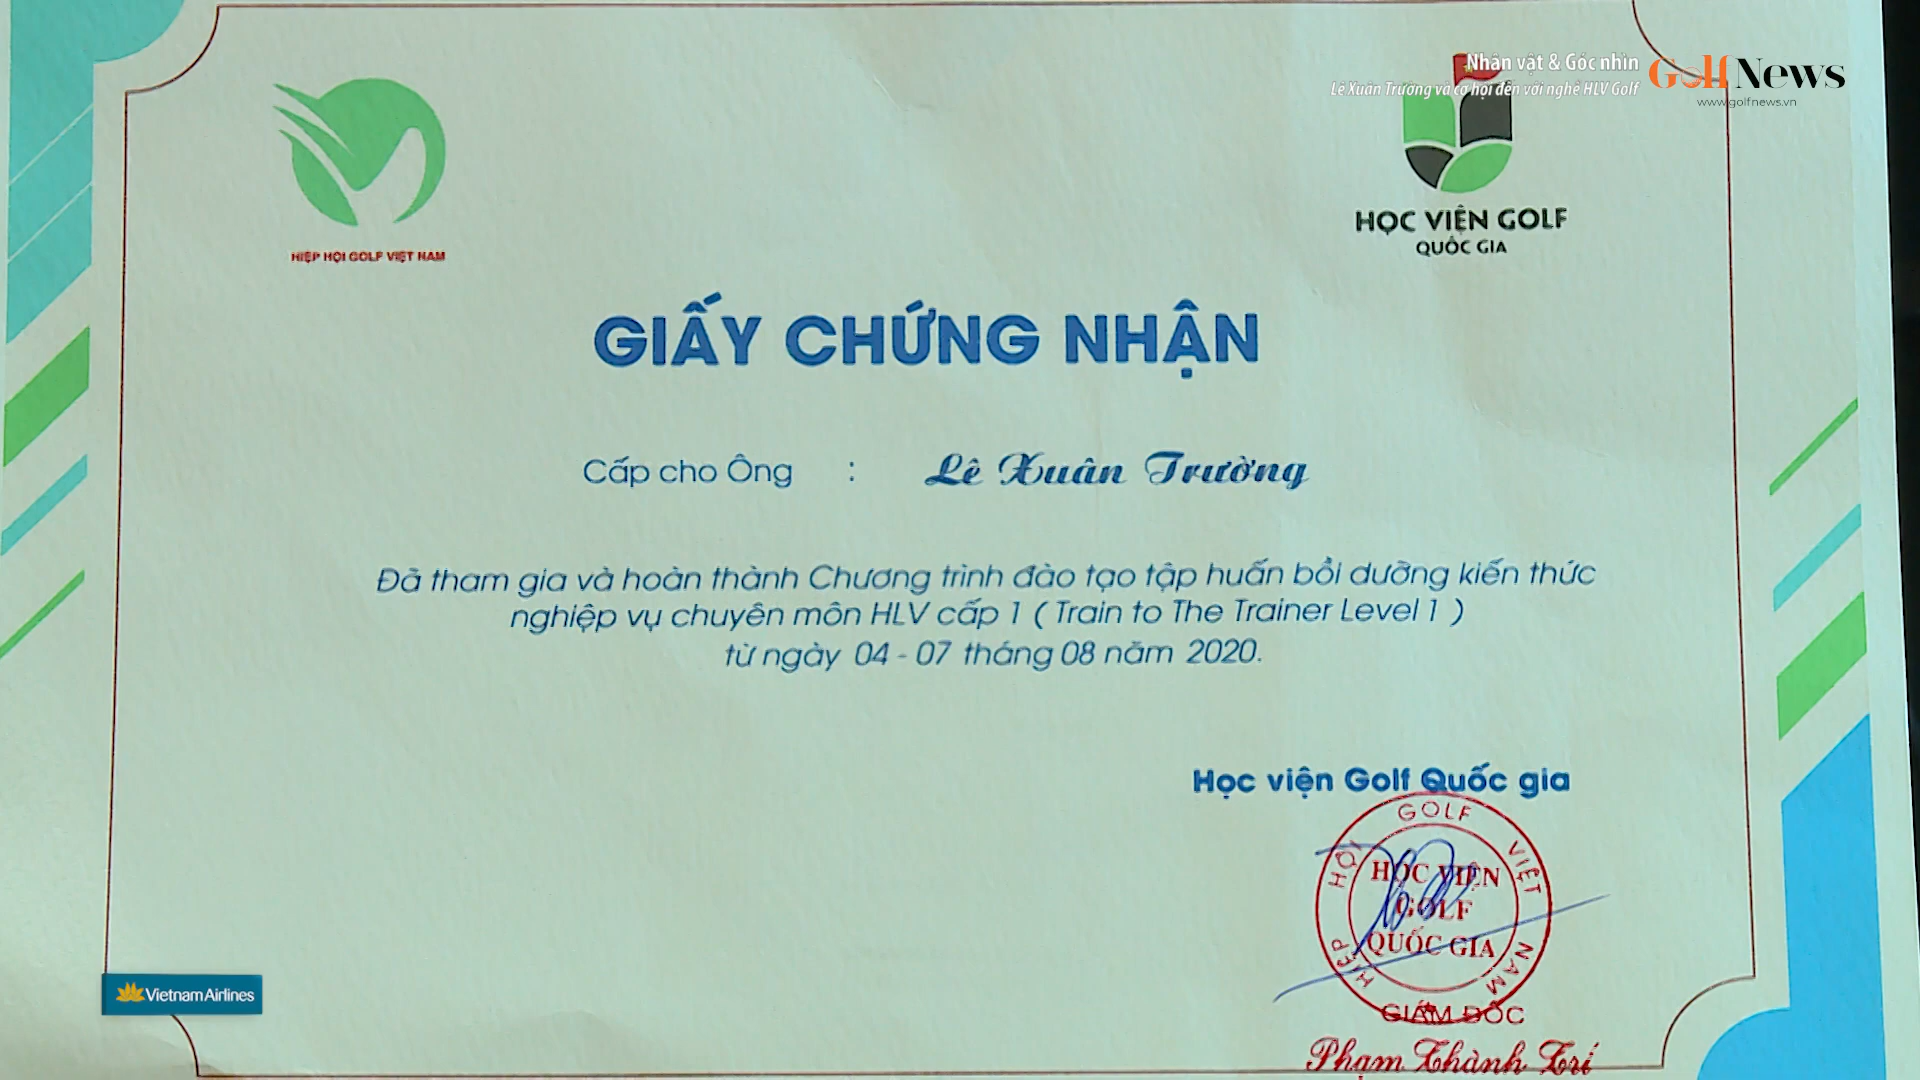 Nhân vật & Góc nhìn
Lê Xuân Trường và cơ hội đến với nghề HLV Golf
GolfNews
www.golfnews.vn
HIỆP HỘI GOLF VIỆT NAM
HỌC VIỆN GOLF
QUỐC GIA
GIẤY CHỨNG NHẬN
Cấp cho Ông : Lê Xuân Trường
Đã tham gia và hoàn thành Chương trình đào tạo tập huấn bồi dưỡng kiến thức
nghiệp vụ chuyên môn HLV cấp 1 ( Train to The Trainer Level 1 )
từ ngày 04 - 07 tháng 08 năm 2020.
Học viện Golf Quốc gia
HIỆP HỘI GOLF VIỆT NAM
HỌC VIỆN
GOLF
QUỐC GIA
GIÁM ĐỐC
Phạm Thành Trí
Vietnam Airlines